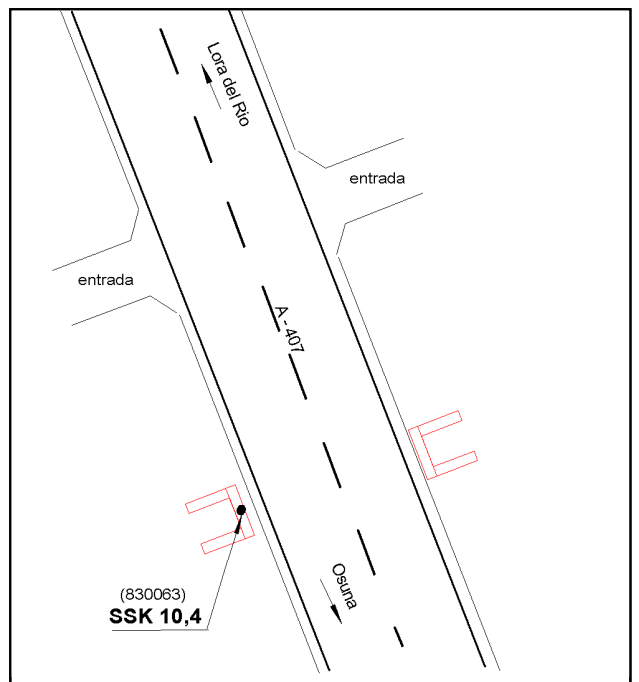 Lora del Rio
entrada
entrada
A - 407
Osuna
(830063)
SSK 10,4